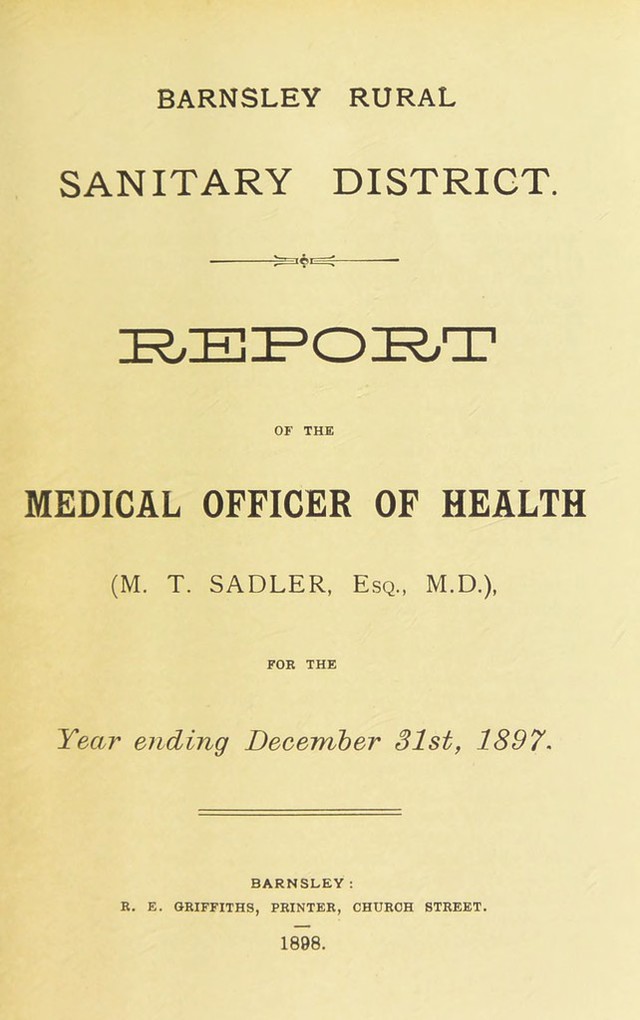 BARNSLEY RURAL
SANITARY DISTRICT.
REPORT
OF THE
MEDICAL OFFICER OF HEALTH
(M. T. SADLER, Esq., M.D.),
FOR THE
Year ending December 31st, 1897.
BARNSLEY:
R. E. GRIFFITHS, PRINTER, CHURCH STREET.
1898.